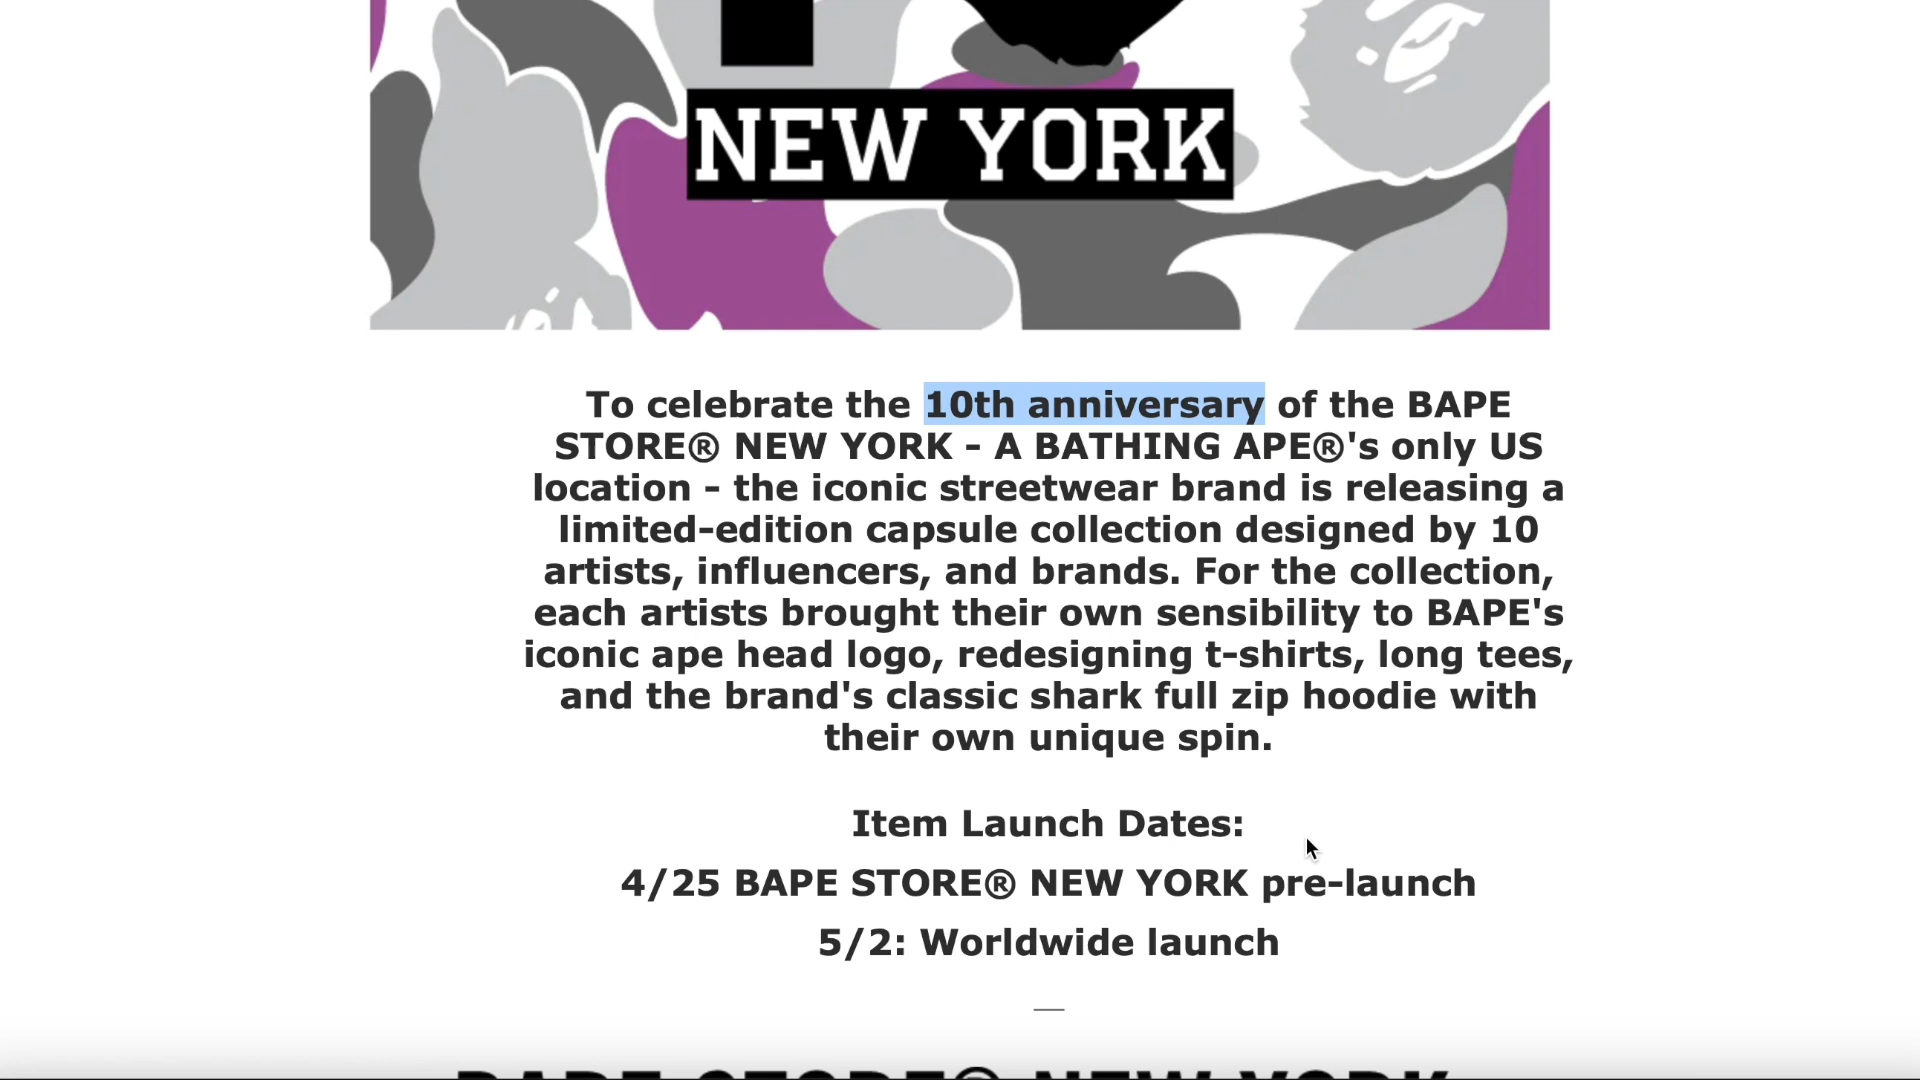 NEW YORK
To celebrate the 10th anniversary of the BAPE
STORE® NEW YORK - A BATHING APE®'s only US
location - the iconic streetwear brand is releasing a
limited-edition capsule collection designed by 10
artists, influencers, and brands. For the collection,
each artists brought their own sensibility to BAPE's
iconic ape head logo, redesigning t-shirts, long tees,
and the brand's classic shark full zip hoodie with
their own unique spin.
Item Launch Dates:
4/25 BAPE STORE® NEW YORK pre-launch
5/2: Worldwide launch
BAPE STORE® NEW YORK